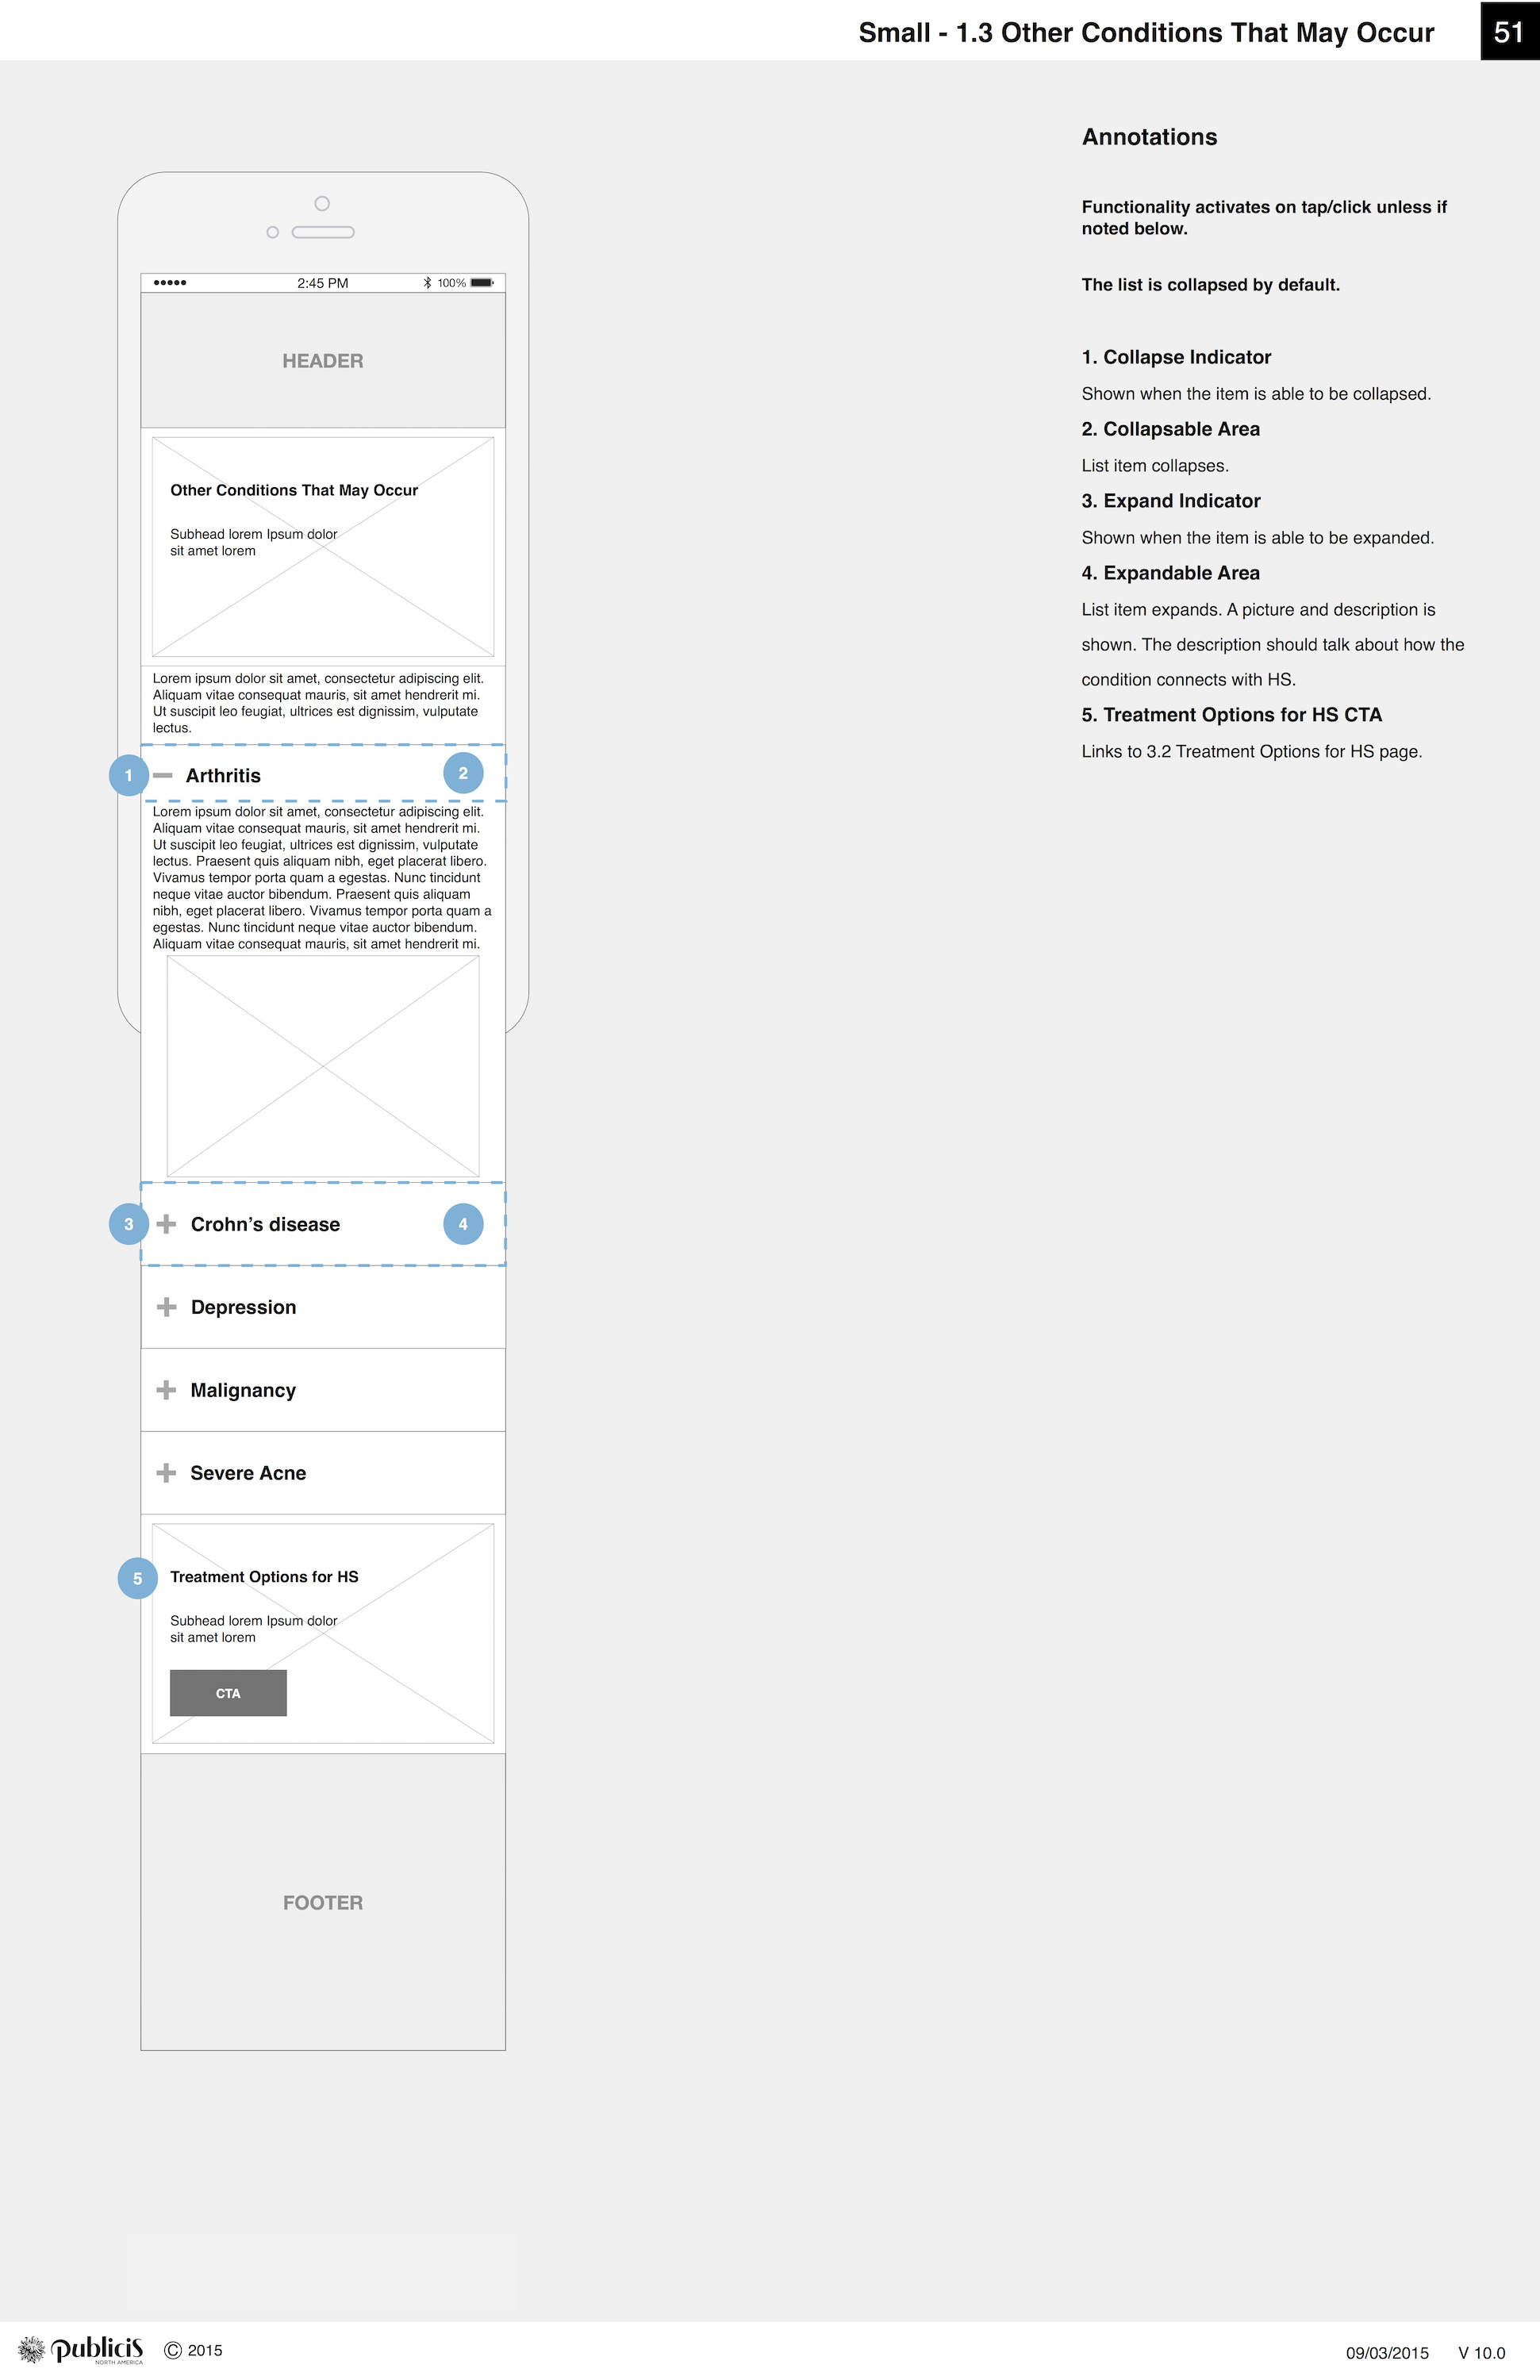 Small - 1.3 Other Conditions That May Occur
51
2:45 PM
100%
HEADER
Other Conditions That May Occur
Subhead lorem Ipsum dolor
sit amet lorem
Lorem ipsum dolor sit amet, consectetur adipiscing elit.
Aliquam vitae consequat mauris, sit amet hendrerit mi.
Ut suscipit leo feugiat, ultrices est dignissim, vulputate
lectus.
1
Arthritis
2
Lorem ipsum dolor sit amet, consectetur adipiscing elit.
Aliquam vitae consequat mauris, sit amet hendrerit mi.
Ut suscipit leo feugiat, ultrices est dignissim, vulputate
lectus. Praesent quis aliquam nibh, eget placerat libero.
Vivamus tempor porta quam a egestas. Nunc tincidunt
neque vitae auctor bibendum. Praesent quis aliquam
nibh, eget placerat libero. Vivamus tempor porta quam a
egestas. Nunc tincidunt neque vitae auctor bibendum.
Aliquam vitae consequat mauris, sit amet hendrerit mi.
3
Crohn’s disease
4
Depression
Malignancy
Severe Acne
5
Treatment Options for HS
Subhead lorem Ipsum dolor
sit amet lorem
CTA
FOOTER
Annotations
Functionality activates on tap/click unless if
noted below.
The list is collapsed by default.
1. Collapse Indicator
Shown when the item is able to be collapsed.
2. Collapsable Area
List item collapses.
3. Expand Indicator
Shown when the item is able to be expanded.
4. Expandable Area
List item expands. A picture and description is
shown. The description should talk about how the
condition connects with HS.
5. Treatment Options for HS CTA
Links to 3.2 Treatment Options for HS page.
publicis
NORTH AMERICA
© 2015
09/03/2015
V 10.0